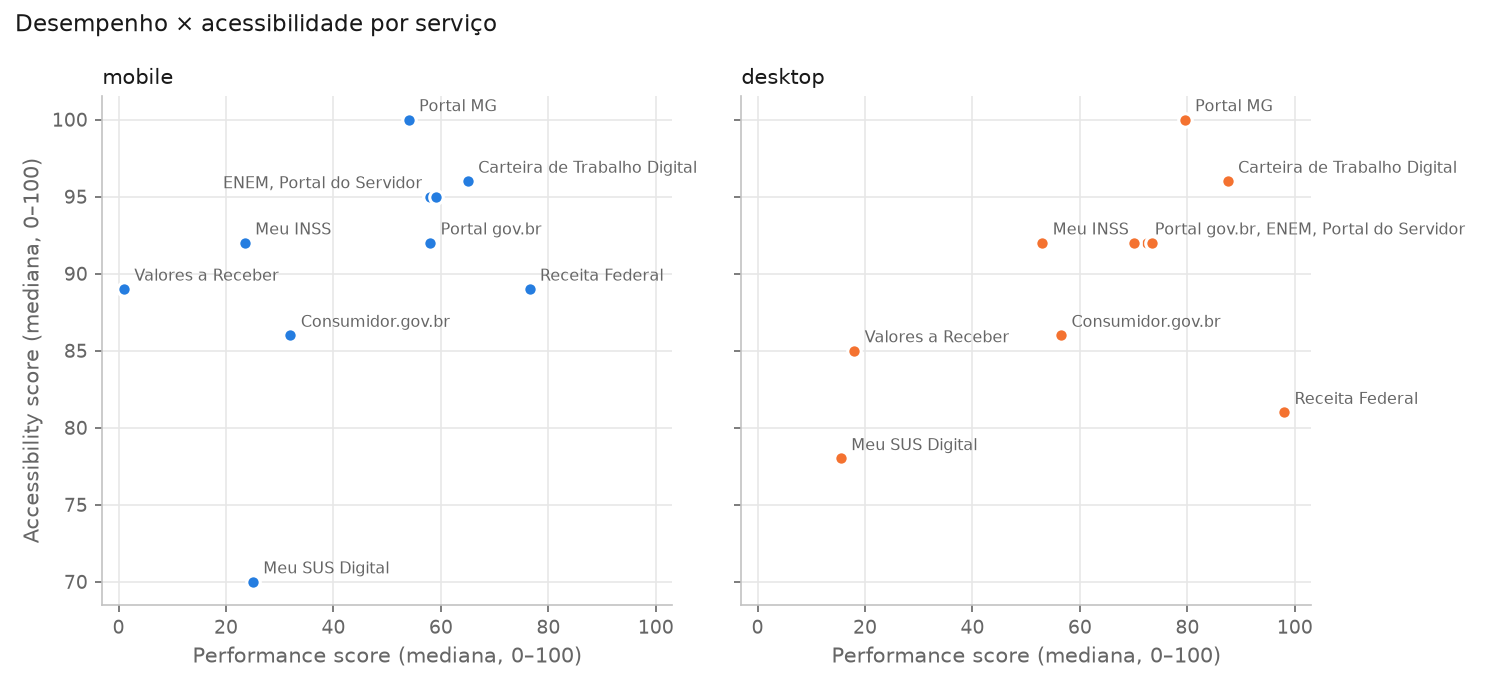 Desempenho × acessibilidade por serviço
mobile
Portal MG
Carteira de Trabalho Digital
ENEM, Portal do Servidor
Meu INSS
Portal gov.br
Valores a Receber
Receita Federal
Consumidor.gov.br
Meu SUS Digital
100
95
90
85
80
75
70
Accessibility score (mediana, 0–100)
0 20 40 60 80 100
Performance score (mediana, 0–100)
desktop
Portal MG
Carteira de Trabalho Digital
Meu INSS
Portal gov.br, ENEM, Portal do Servidor
Consumidor.gov.br
Valores a Receber
Receita Federal
Meu SUS Digital
0 20 40 60 80 100
Performance score (mediana, 0–100)